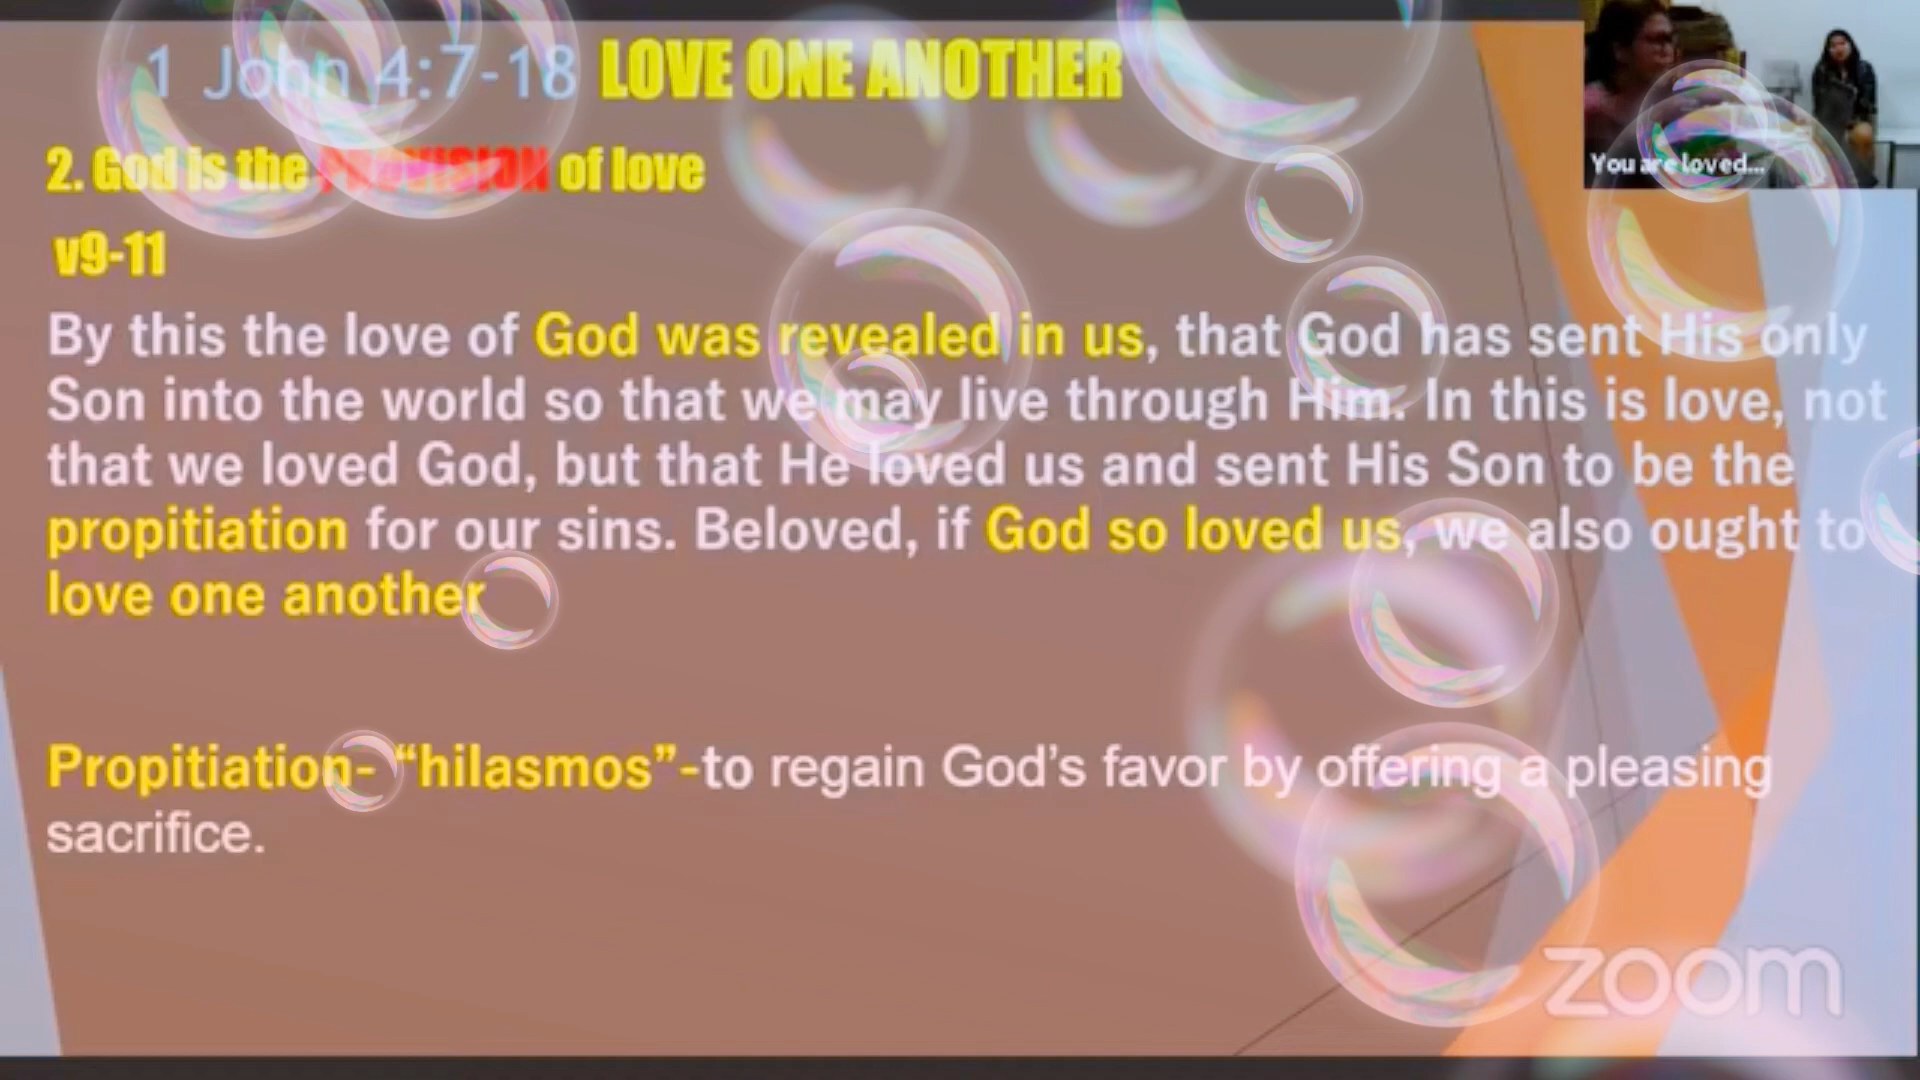 1 John 4:7-18 LOVE ONE ANOTHER
You are loved...
2. God is the PROVISION of love
v9-11
By this the love of God was revealed in us, that God has sent His only
Son into the world so that we may live through Him. In this is love, not
that we loved God, but that He loved us and sent His Son to be the
propitiation for our sins. Beloved, if God so loved us, we also ought to
love one another
Propitiation- “hilasmos”-to regain God’s favor by offering a pleasing
sacrifice.
zoom